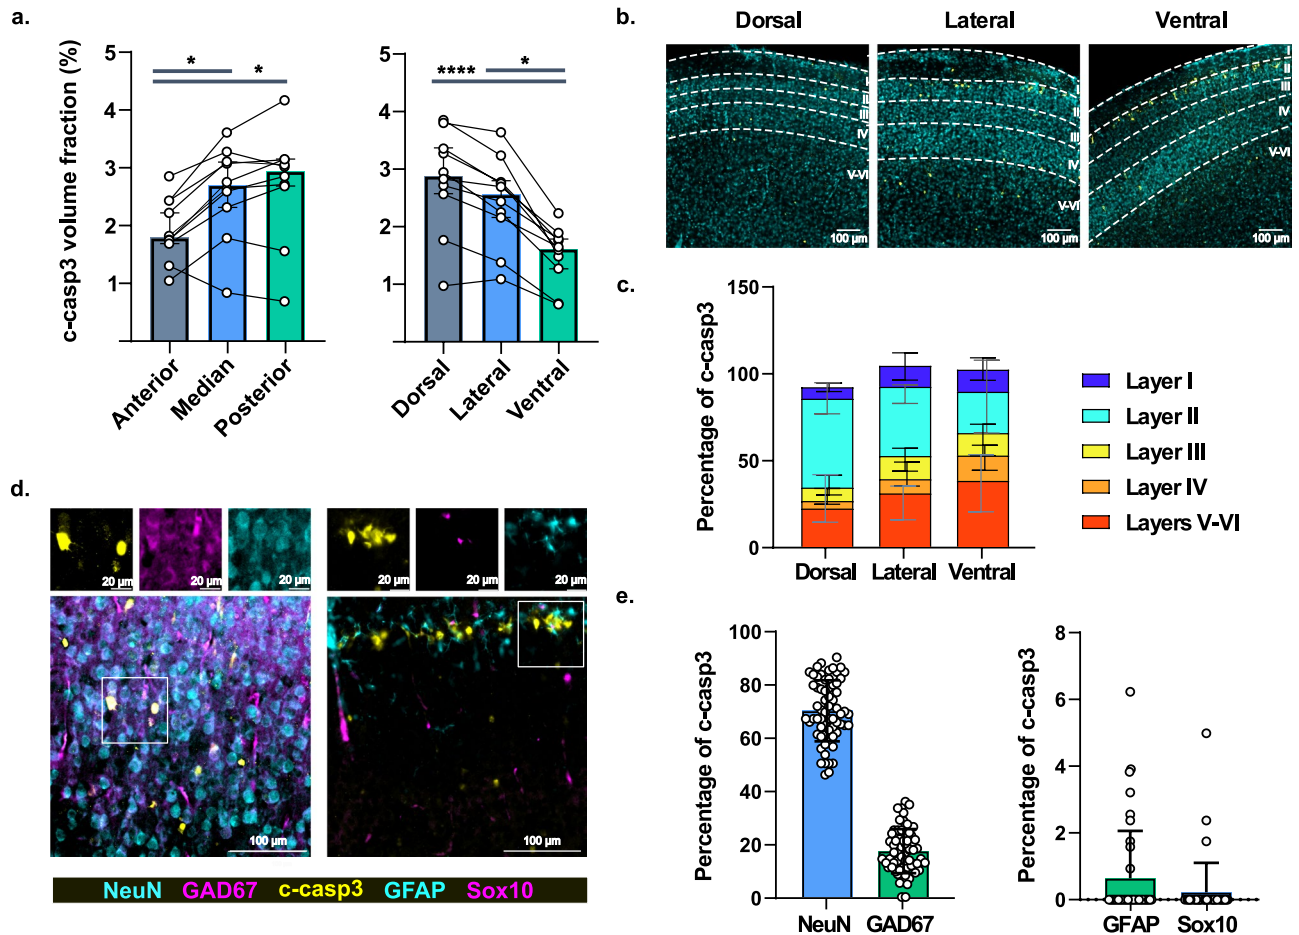 a.
c-casp3 volume fraction (%)
5
4
3
2
1
*
*
Anterior
Median
Posterior
5
4
3
2
1
****
*
Dorsal
Lateral
Ventral
b.
Dorsal
Lateral
Ventral
I
II
III
IV
V-VI
100 µm
I
II
III
IV
V-VI
100 µm
I
II
III
IV
V-VI
100 µm
c.
Percentage of c-casp3
150
100
50
0
Dorsal
Lateral
Ventral
Layer I
Layer II
Layer III
Layer IV
Layers V-VI
d.
20 µm
20 µm
20 µm
20 µm
20 µm
20 µm
100 µm
100 µm
NeuN GAD67 c-casp3 GFAP Sox10
e.
Percentage of c-casp3
100
80
60
40
20
0
NeuN
GAD67
Percentage of c-casp3
8
6
4
2
0
GFAP
Sox10